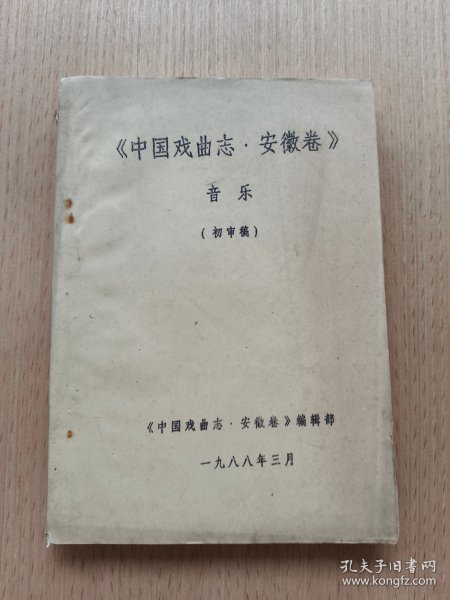 《中国戏曲志·安徽卷》
音乐
（初审稿）
《中国戏曲志·安徽卷》编辑部
一九八八年三月
孔夫子旧书网
www.kongfz.com